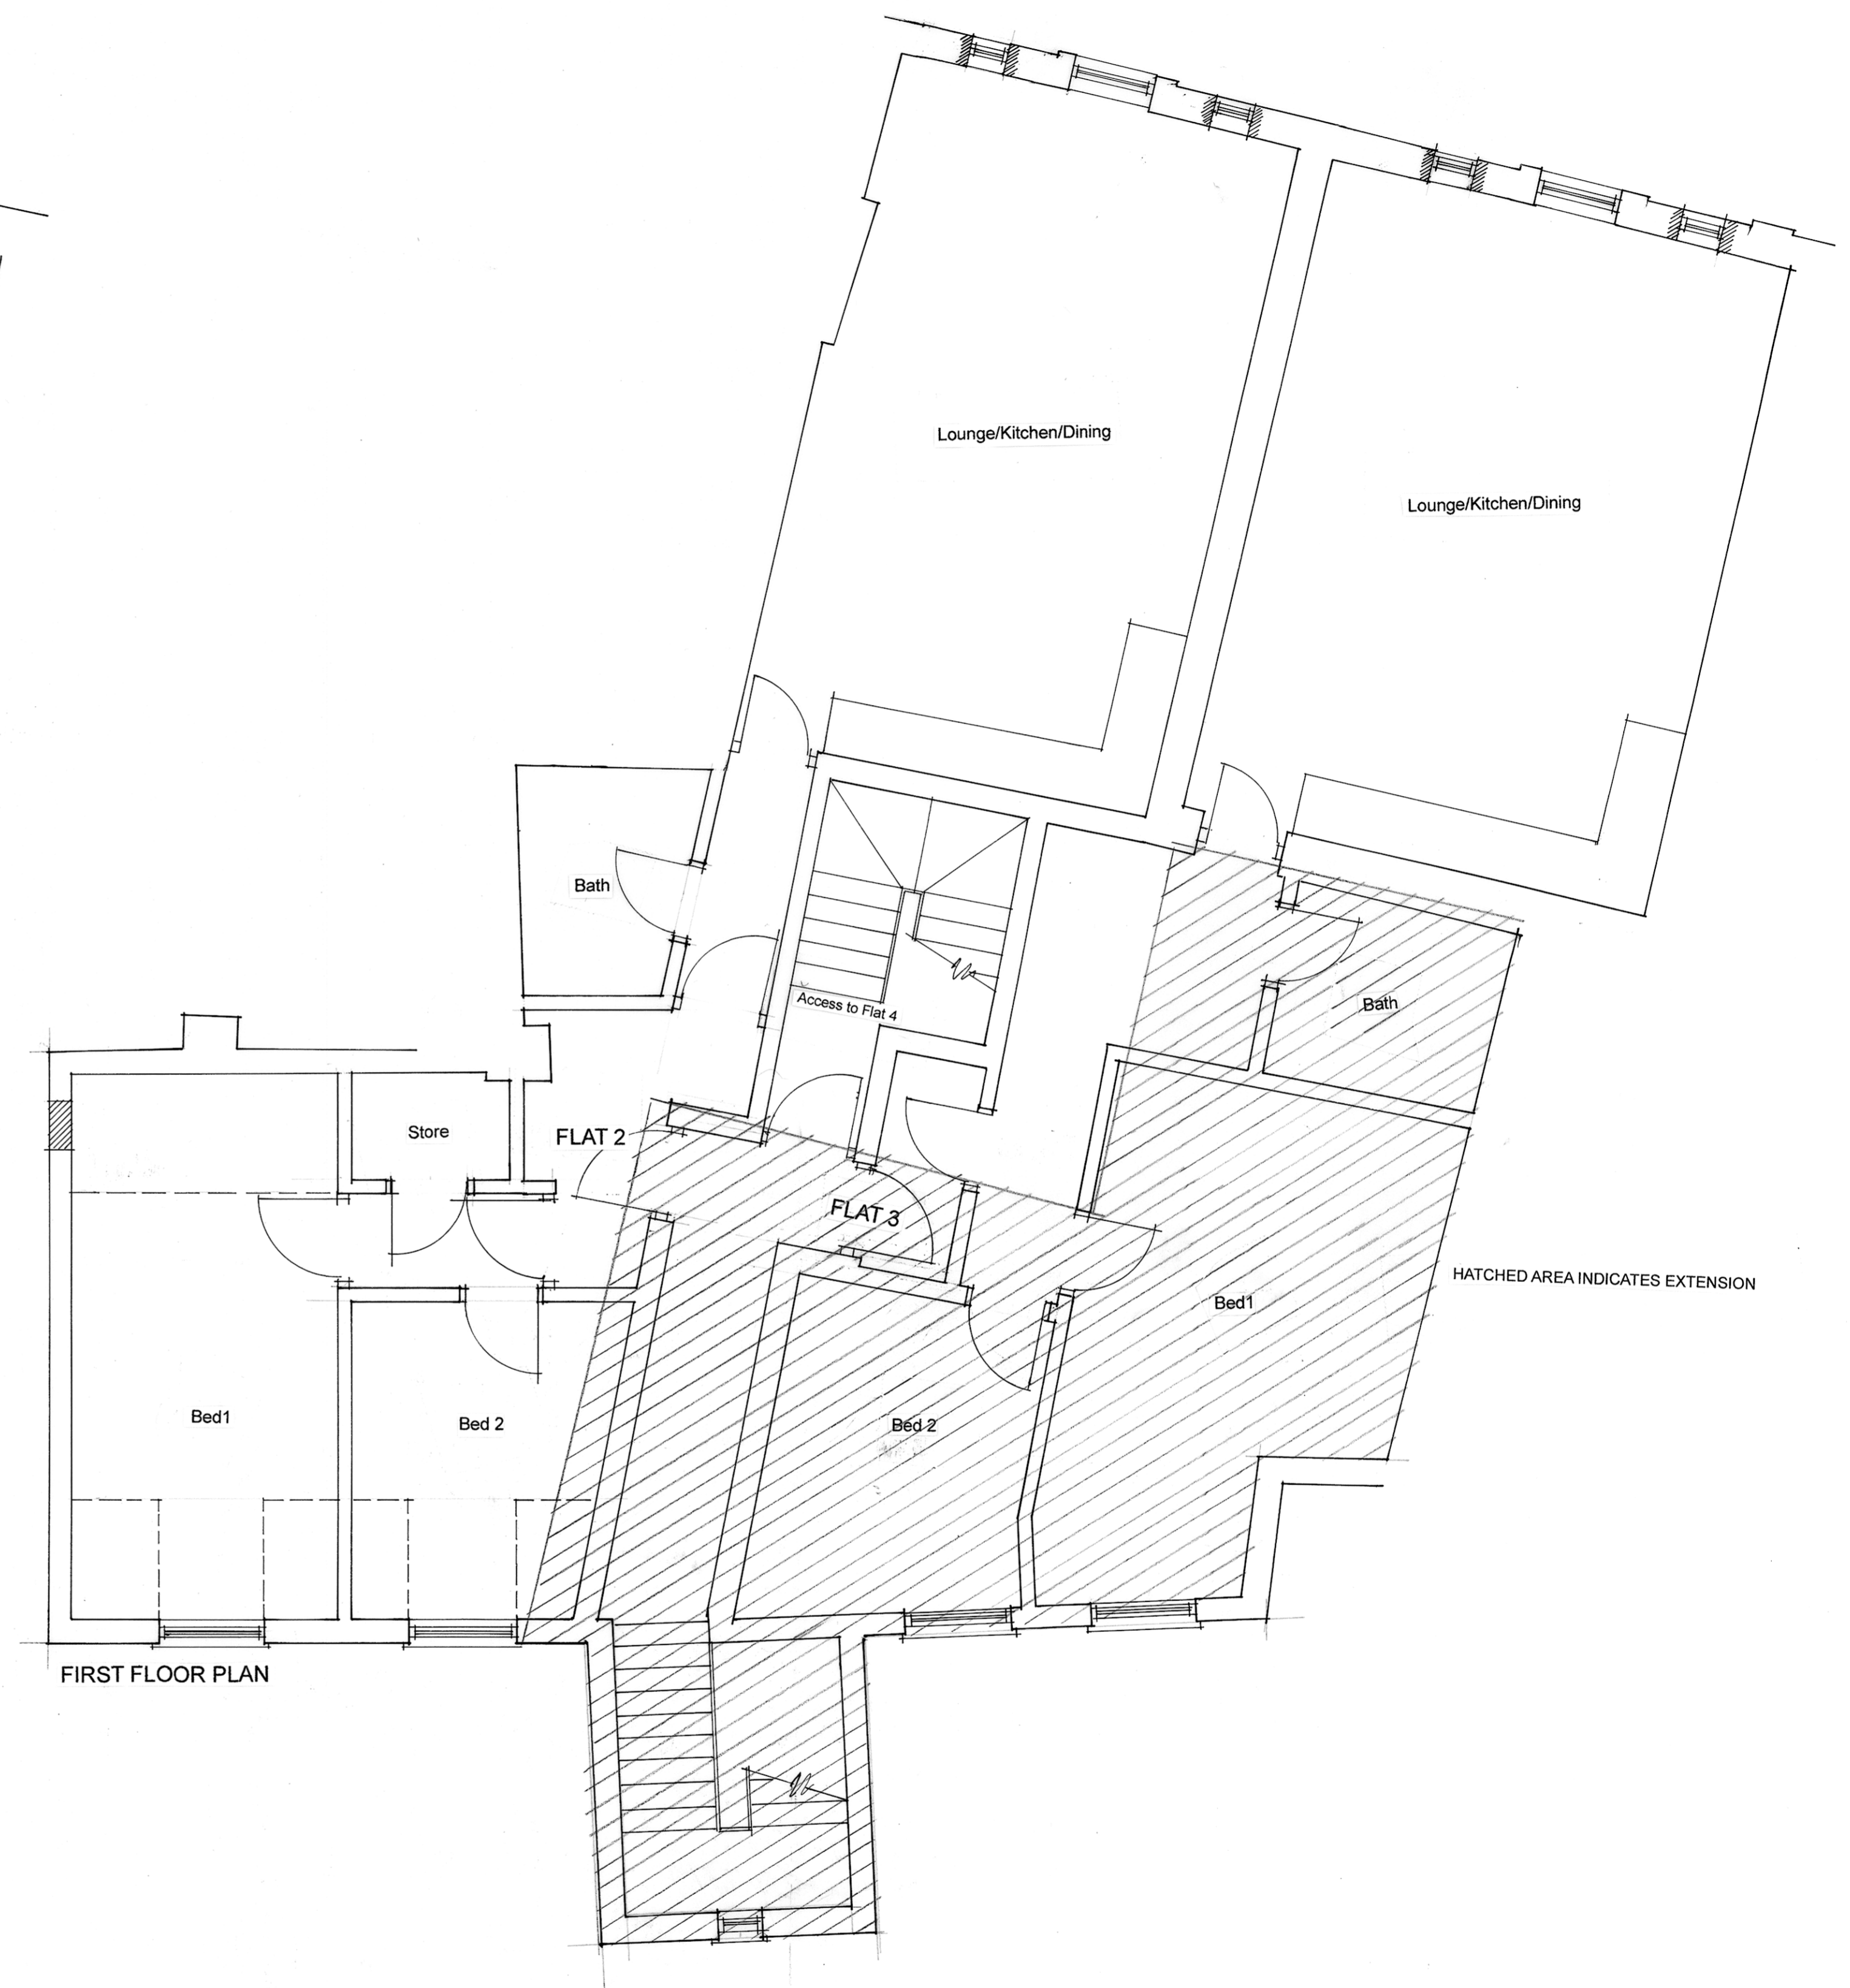 Lounge/Kitchen/Dining
Lounge/Kitchen/Dining
Bath
Access to Flat 4
Bath
Store
FLAT 2
FLAT 3
HATCHED AREA INDICATES EXTENSION
Bed1
Bed1
Bed 2
Bed 2
FIRST FLOOR PLAN